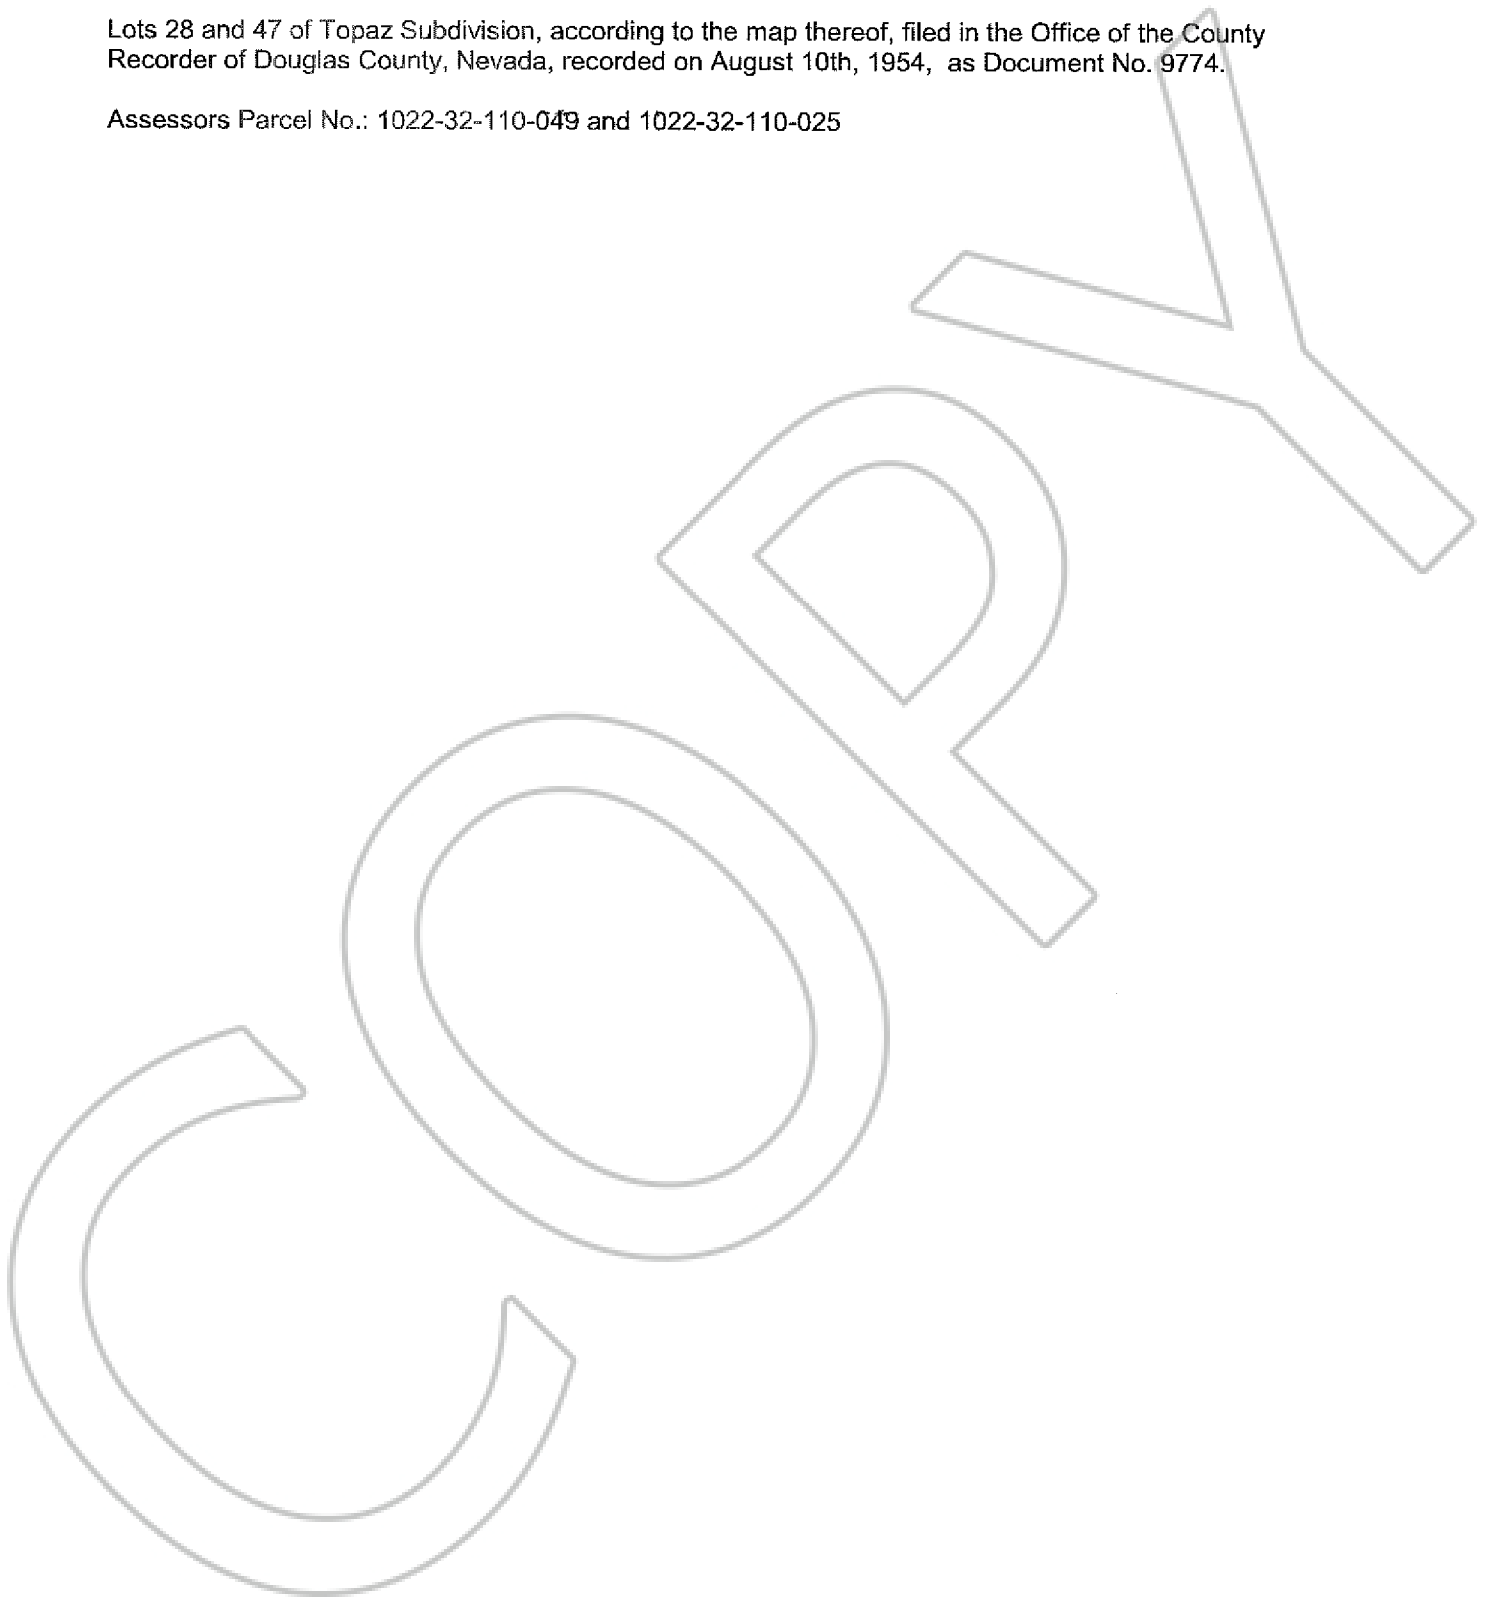 Lots 28 and 47 of Topaz Subdivision, according to the map thereof, filed in the Office of the County
Recorder of Douglas County, Nevada, recorded on August 10th, 1954,  as Document No. 9774.
Assessors Parcel No.: 1022-32-110-049 and 1022-32-110-025
COPY